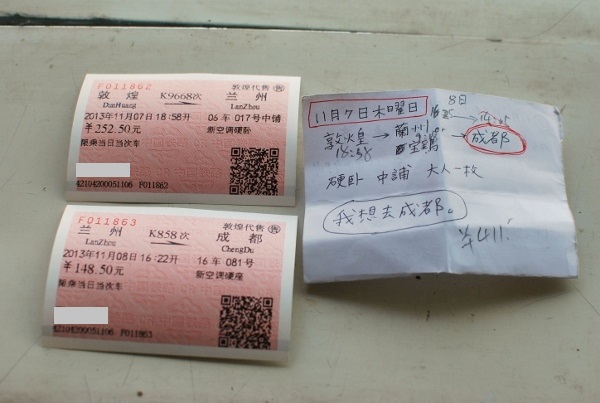 F011862
敦煌代售
敦煌 K9668次 兰州
DunHuang LanZhou
2013年11月07日18:58开 06车017号中铺
￥252.50元 新空调硬卧
限乘当日当次车
42104200051106 F011862
F011863
敦煌代售
兰州 K858次 成都
LanZhou ChengDu
2013年11月08日16:22开 16车081号
￥148.50元 新空调硬座
限乘当日当次车
42104200051106 F011863
11月7日木曜日
8日
敦煌→蘭州→成都
18:58 宝鶏
硬卧 中舗 大人一枚
我想去成都。
￥411.